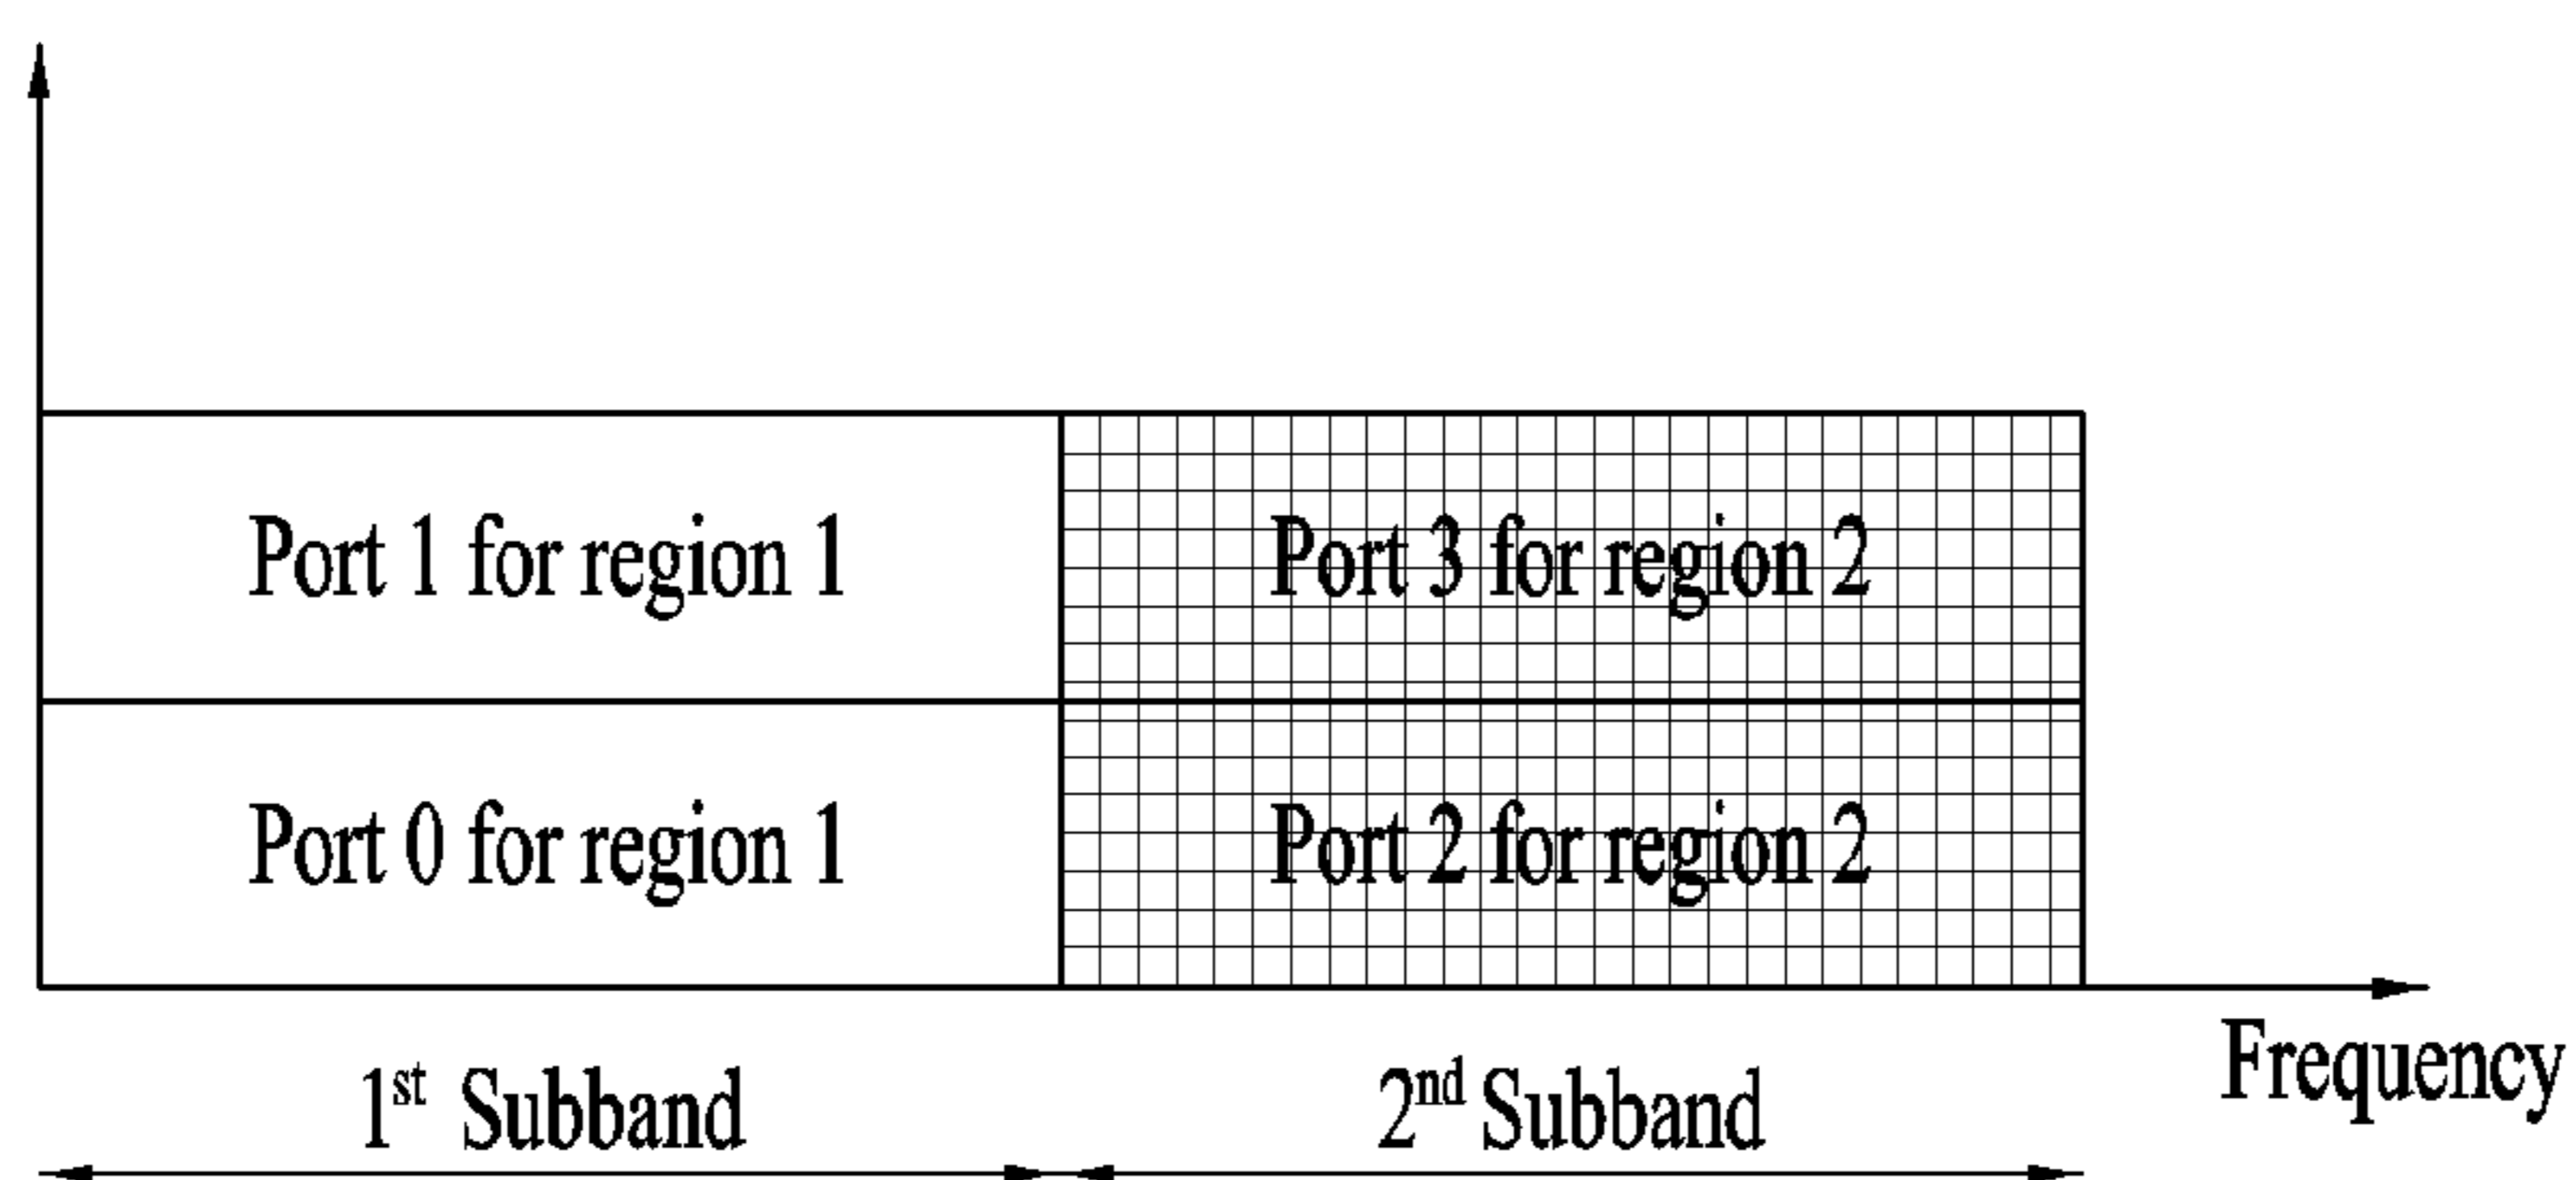 Port 1 for region 1
Port 3 for region 2
Port 0 for region 1
Port 2 for region 2
1st Subband
2nd Subband
Frequency